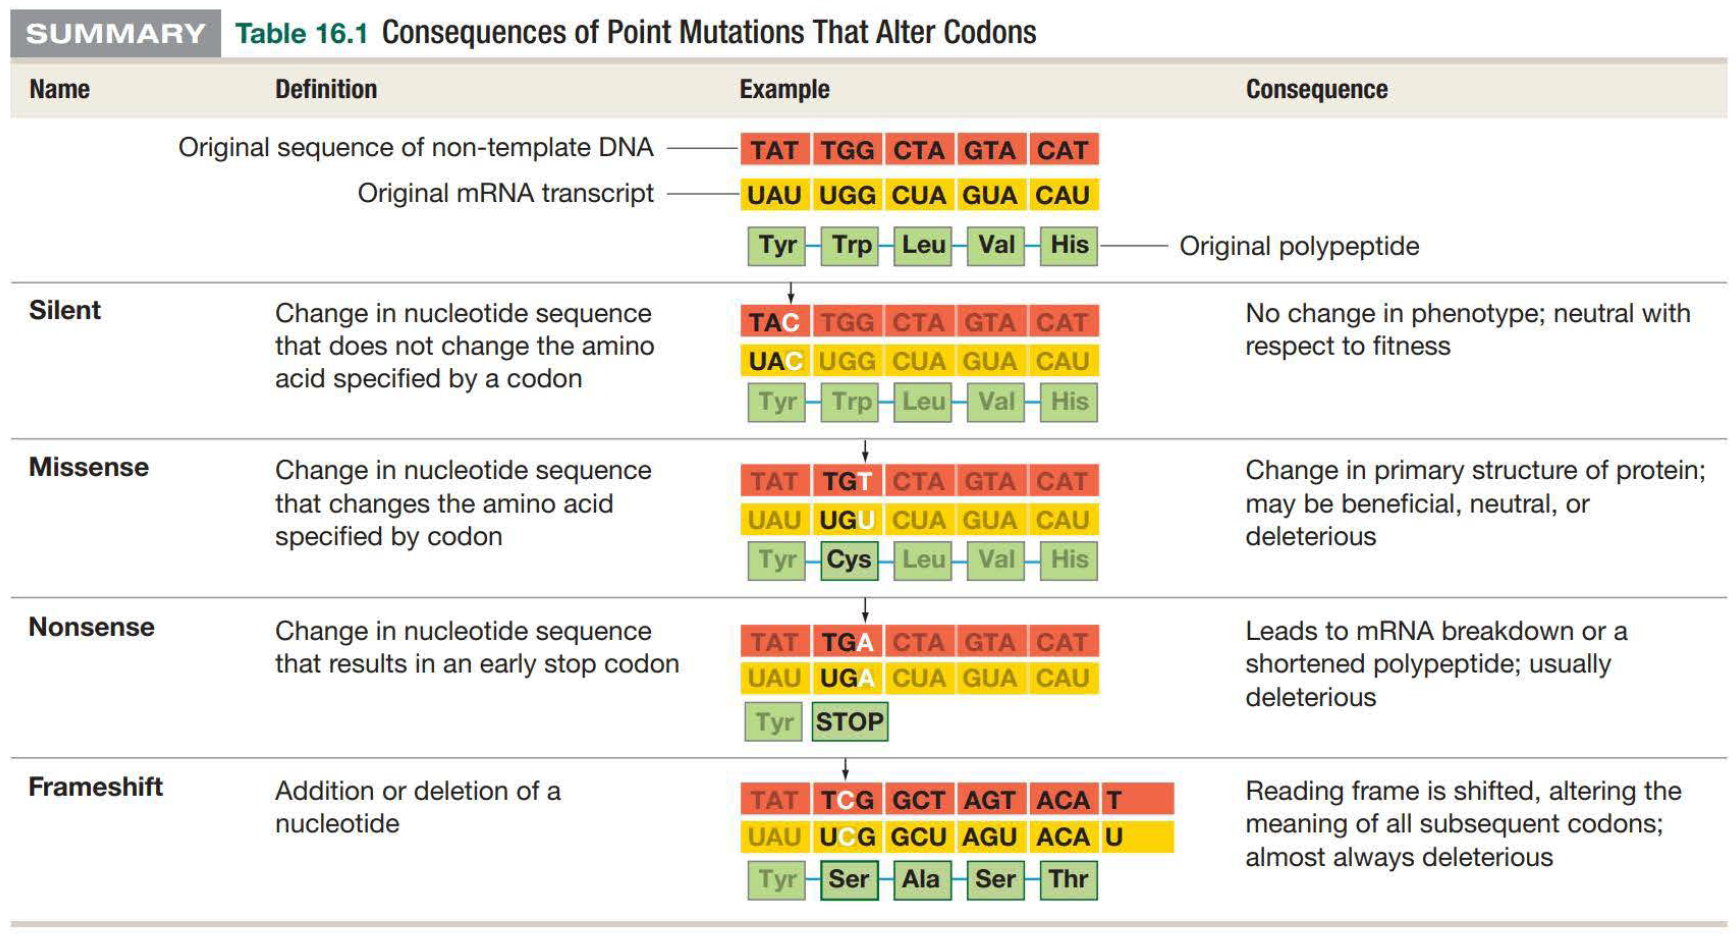 SUMMARY Table 16.1 Consequences of Point Mutations That Alter Codons
Name Definition Example Consequence
Original sequence of non-template DNA TAT TGG CTA GTA CAT
Original mRNA transcript UAU UGG CUA GUA CAU
Tyr Trp Leu Val His Original polypeptide
Silent
Change in nucleotide sequence
that does not change the amino
acid specified by a codon
TAC TGG CTA GTA CAT
UAC UGG CUA GUA CAU
Tyr Trp Leu Val His
No change in phenotype; neutral with
respect to fitness
Missense
Change in nucleotide sequence
that changes the amino acid
specified by codon
TAT TGT CTA GTA CAT
UAU UGU CUA GUA CAU
Tyr Cys Leu Val His
Change in primary structure of protein;
may be beneficial, neutral, or
deleterious
Nonsense
Change in nucleotide sequence
that results in an early stop codon
TAT TGA CTA GTA CAT
UAU UGA CUA GUA CAU
Tyr STOP
Leads to mRNA breakdown or a
shortened polypeptide; usually
deleterious
Frameshift
Addition or deletion of a
nucleotide
TAT TCG GCT AGT ACA T
UAU UCG GCU AGU ACA U
Tyr Ser Ala Ser Thr
Reading frame is shifted, altering the
meaning of all subsequent codons;
almost always deleterious